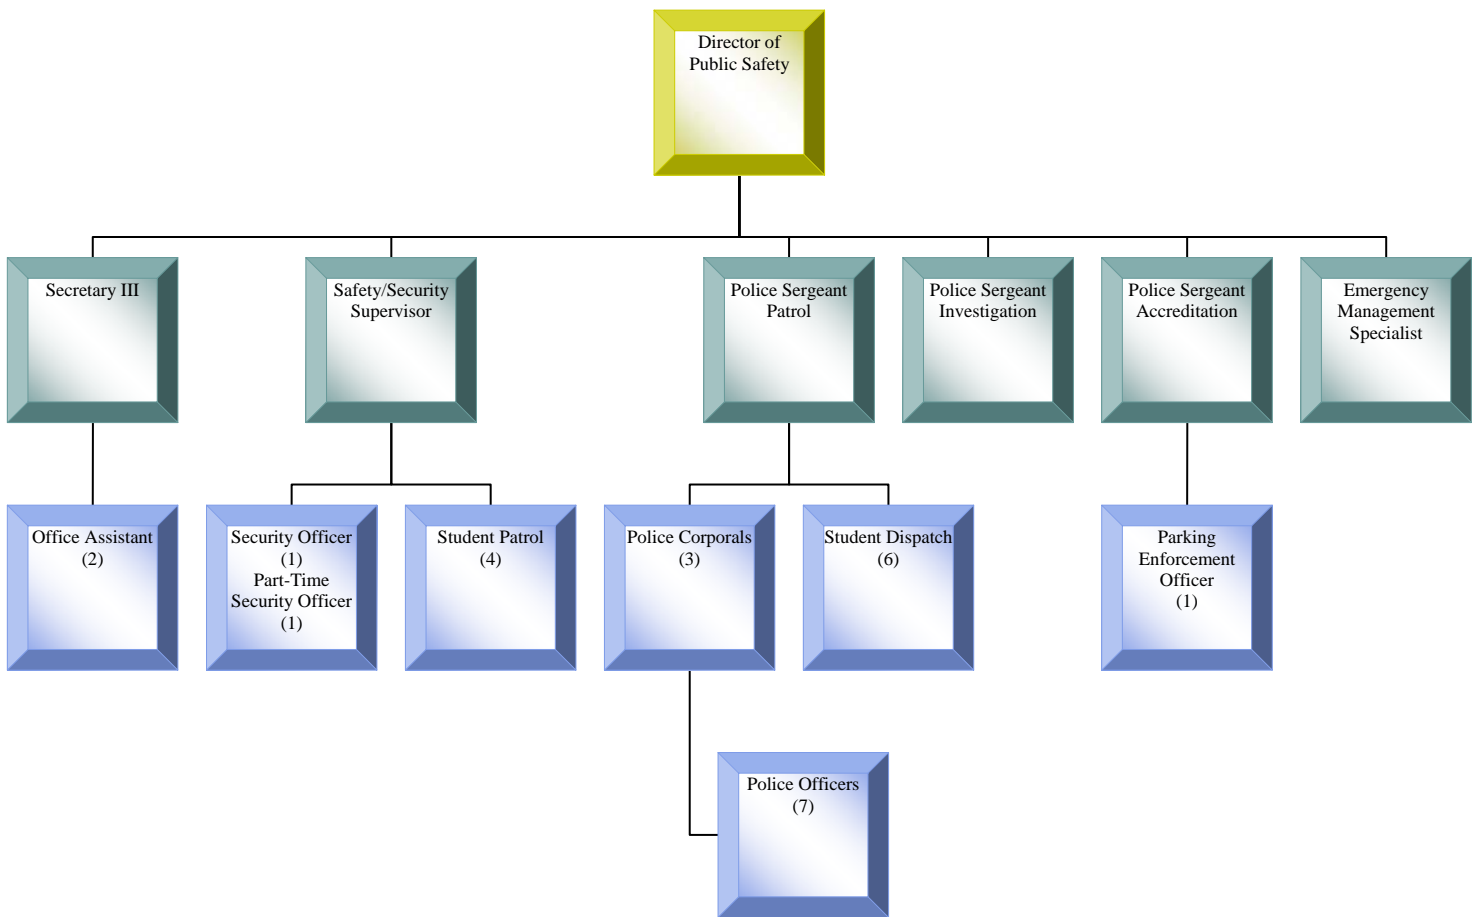 Director of
Public Safety
Secretary III
Safety/Security
Supervisor
Police Sergeant
Patrol
Police Sergeant
Investigation
Police Sergeant
Accreditation
Emergency
Management
Specialist
Office Assistant
(2)
Security Officer
(1)
Part-Time
Security Officer
(1)
Student Patrol
(4)
Police Corporals
(3)
Student Dispatch
(6)
Parking
Enforcement
Officer
(1)
Police Officers
(7)